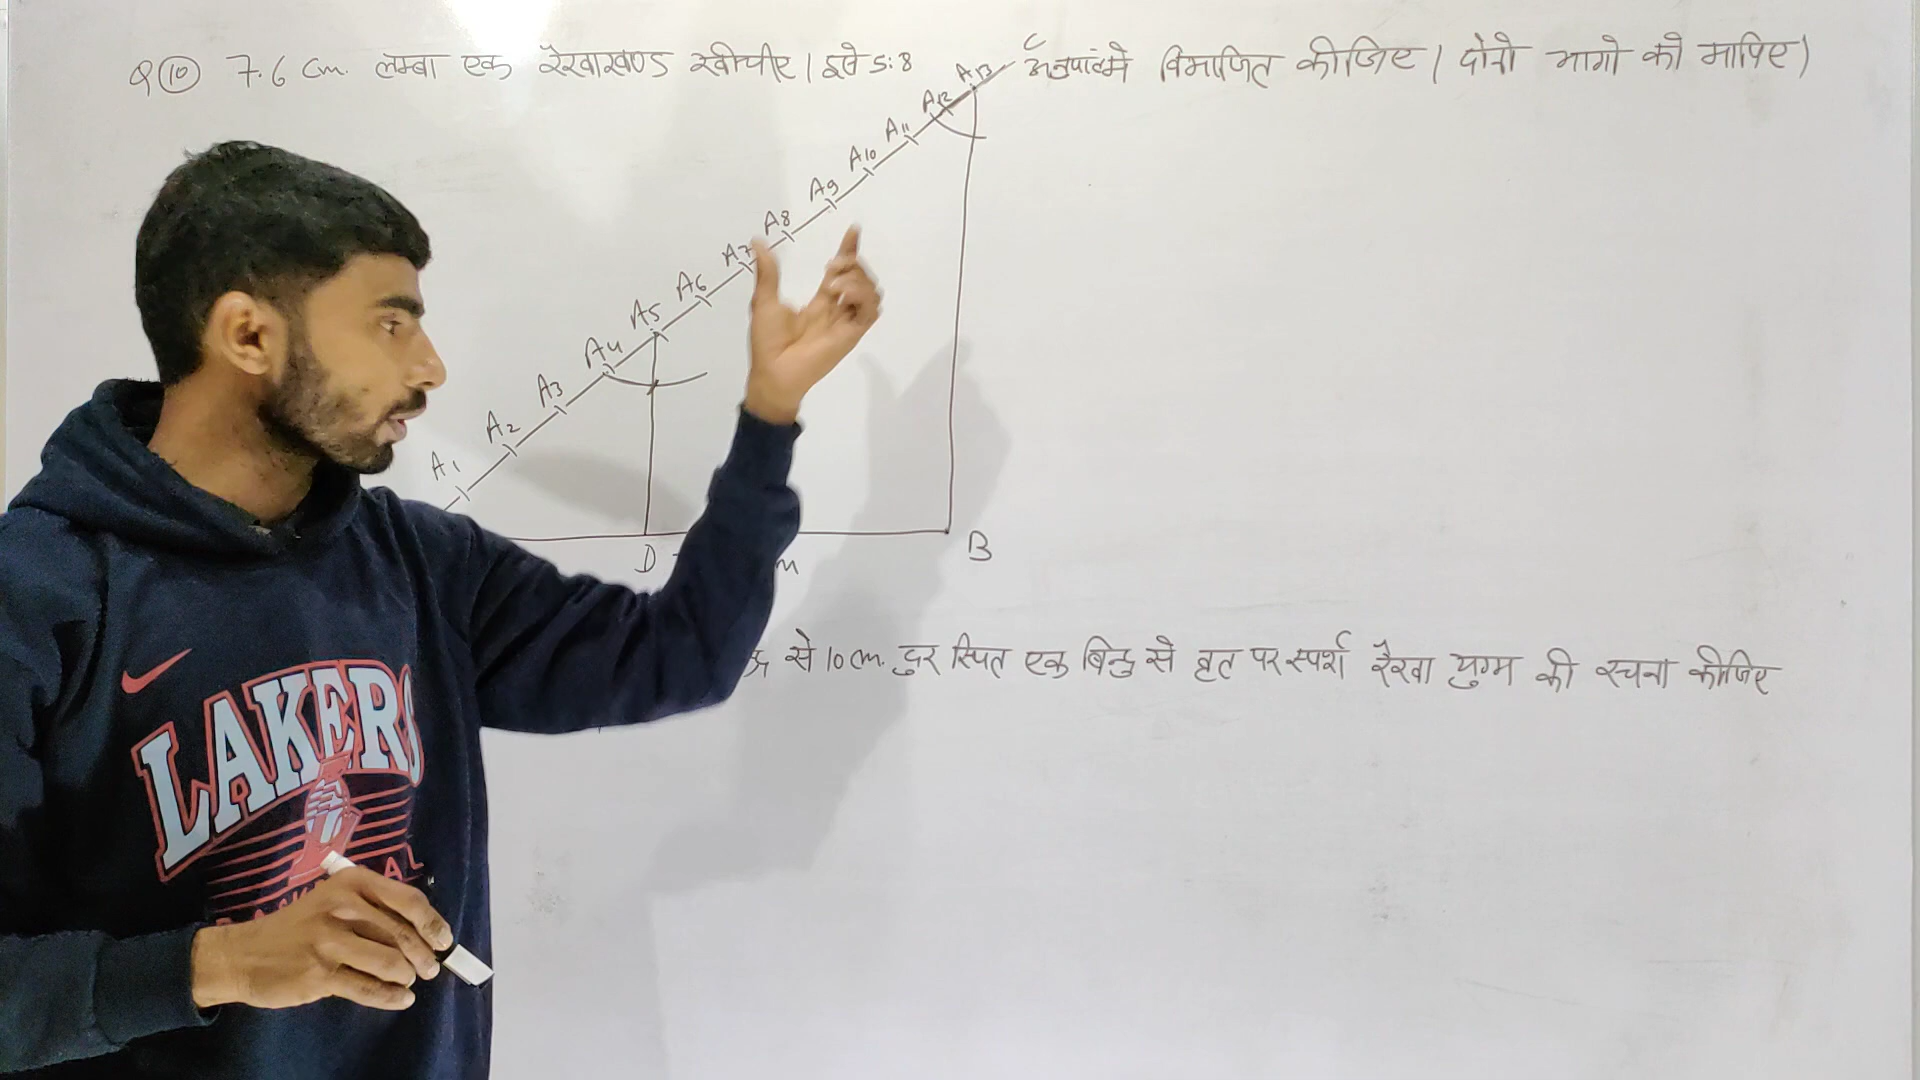 Q 10 7.6 cm. लम्बा एक रेखाखण्ड खीचीए। इसे 5:8 अनुपात में विभाजित कीजिए। दोनो भागो को मापिए)
C
A13
A12
A11
A10
A9
A8
A7
A6
A5
A4
A3
A2
A1
D
B
से 10 cm. दुर स्थित एक बिन्दु से वृत पर स्पर्श रेखा युग्म की रचना कीजिए
LAKERS